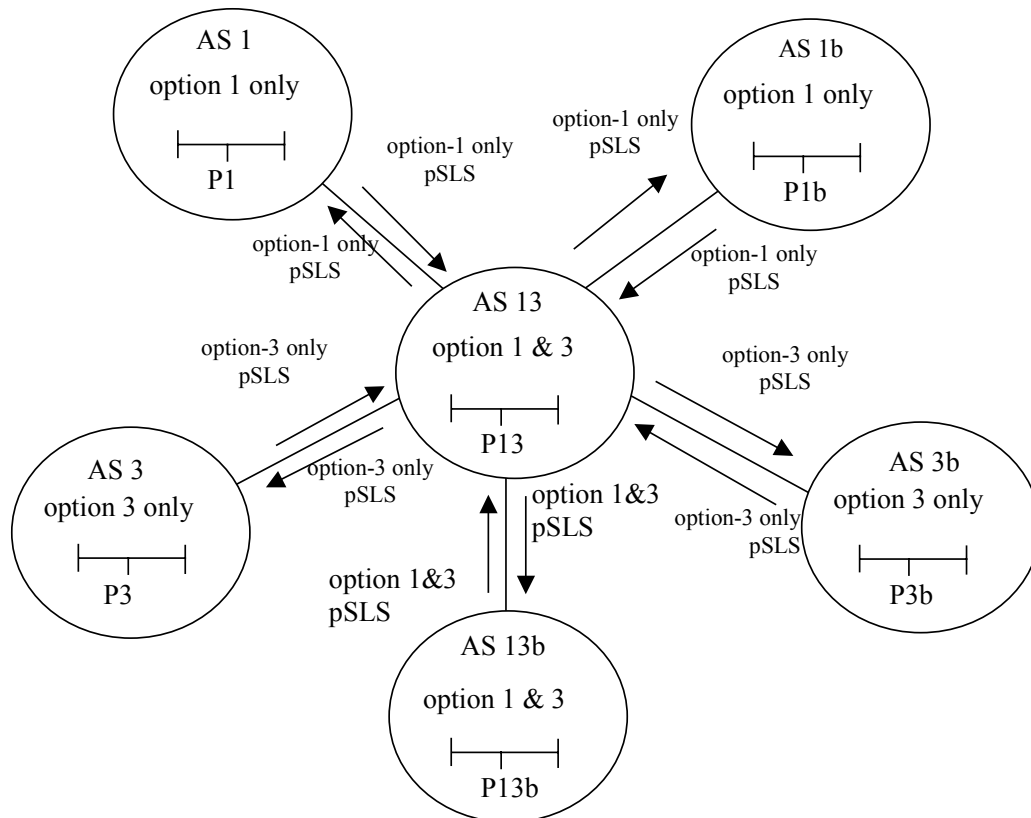 AS 1
option 1 only
P1
option-1 only
pSLS
option-1 only
pSLS
option-1 only
pSLS
AS 1b
option 1 only
P1b
option-1 only
pSLS
AS 13
option 1 & 3
P13
option-3 only
pSLS
option-3 only
pSLS
AS 3
option 3 only
P3
option-3 only
pSLS
option-3 only
pSLS
AS 3b
option 3 only
P3b
option 1&3
pSLS
option 1&3
pSLS
AS 13b
option 1 & 3
P13b